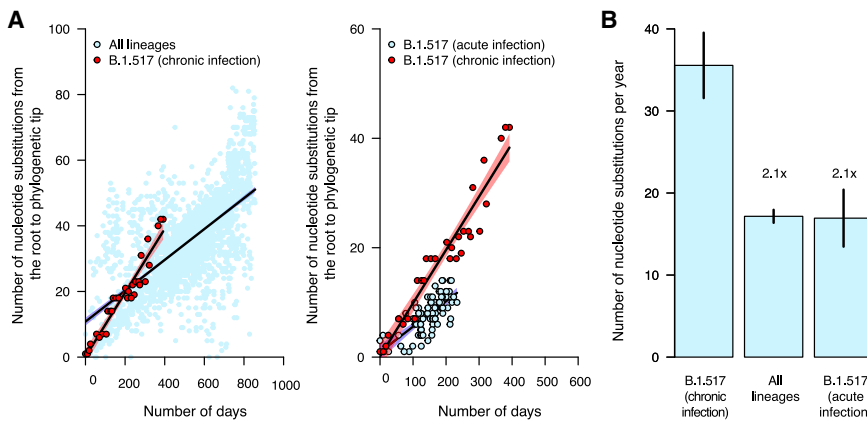 A
All lineages
B.1.517 (chronic infection)
Number of nucleotide substitutions from
the root to phylogenetic tip
100
80
60
40
20
0
0 200 400 600 800 1000
Number of days
B.1.517 (acute infection)
B.1.517 (chronic infection)
Number of nucleotide substitutions from
the root to phylogenetic tip
60
40
20
0
0 100 200 300 400 500 600
Number of days
B
Number of nucleotide substitutions per year
40
30
20
10
0
2.1x 2.1x
B.1.517
(chronic
infection)
All
lineages
B.1.517
(acute
infection)